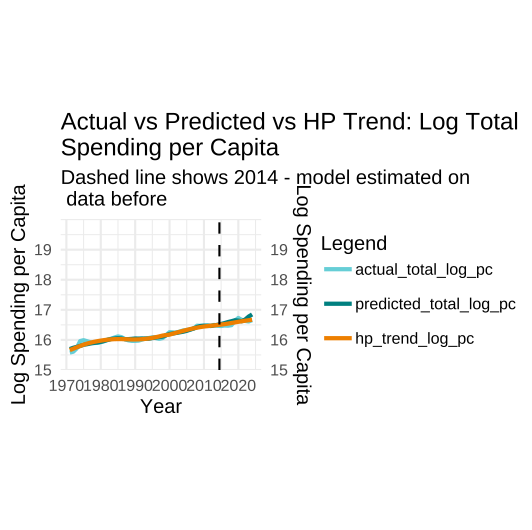 Actual vs Predicted vs HP Trend: Log Total
Spending per Capita
Dashed line shows 2014 - model estimated on
data before
Log Spending per Capita
19
18
17
16
15
19
18
17
16
15
Log Spending per Capita
1970 1980 1990 2000 2010 2020
Year
Legend
actual_total_log_pc
predicted_total_log_pc
hp_trend_log_pc